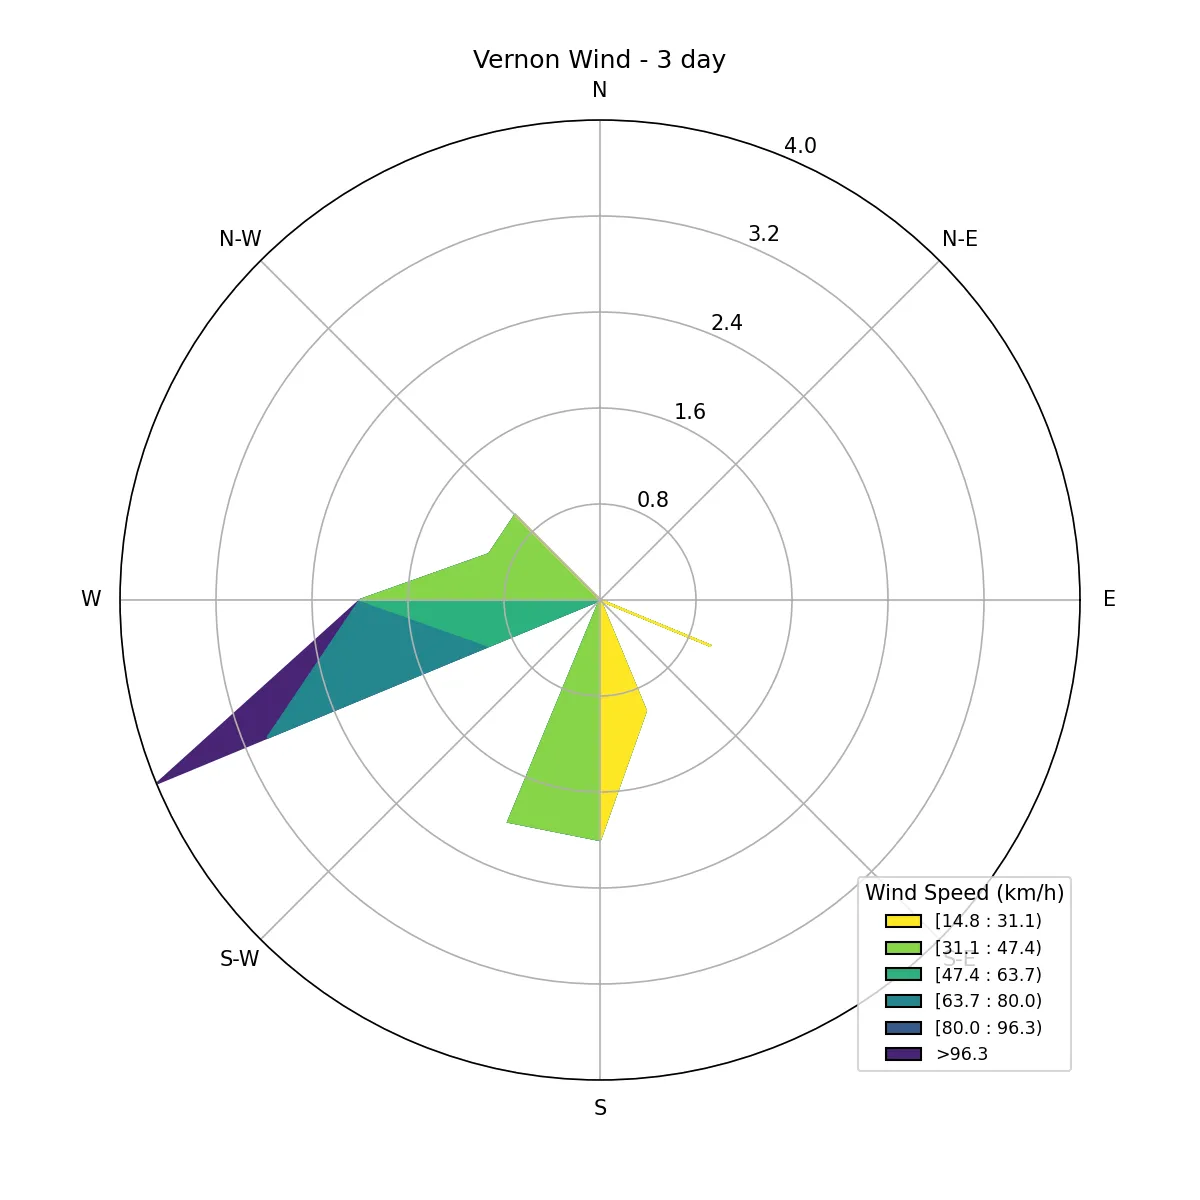 Vernon Wind - 3 day
N
4.0
N-W
3.2
N-E
2.4
1.6
0.8
W
E
Wind Speed (km/h)
[14.8 : 31.1)
[31.1 : 47.4)
S-W
S-E
[47.4 : 63.7)
[63.7 : 80.0)
[80.0 : 96.3)
>96.3
S